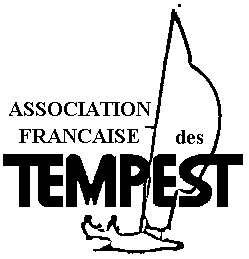 ASSOCIATION
FRANCAISE des
TEMPEST